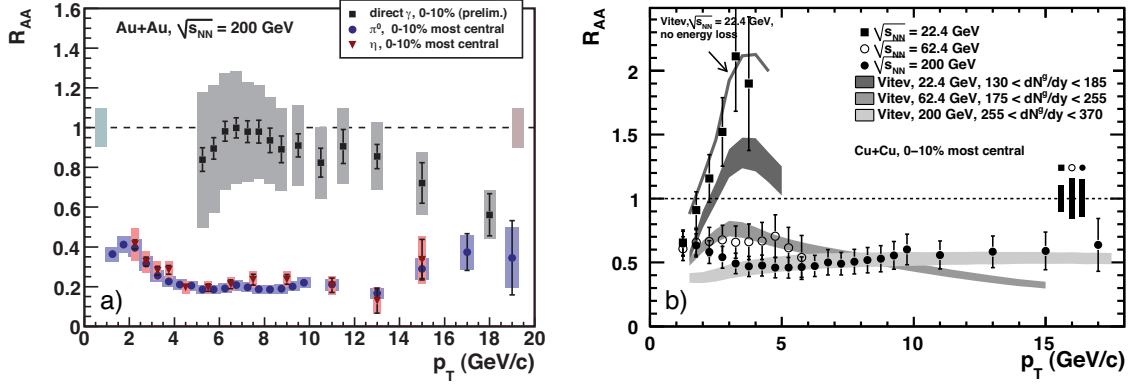 R_AA
1.6
1.4
1.2
1
0.8
0.6
0.4
0.2
0
Au+Au, √s_NN = 200 GeV
direct γ, 0-10% (prelim.)
π⁰, 0-10% most central
η, 0-10% most central
a)
0 2 4 6 8 10 12 14 16 18 20
p_T (GeV/c)
R_AA
2.5
2
1.5
1
0.5
0
Vitev, √s_NN = 22.4 GeV,
no energy loss
√s_NN = 22.4 GeV
√s_NN = 62.4 GeV
√s_NN = 200 GeV
Vitev, 22.4 GeV, 130 < dN^g/dy < 185
Vitev, 62.4 GeV, 175 < dN^g/dy < 255
Vitev, 200 GeV, 255 < dN^g/dy < 370
Cu+Cu, 0–10% most central
b)
0 5 10 15
p_T (GeV/c)